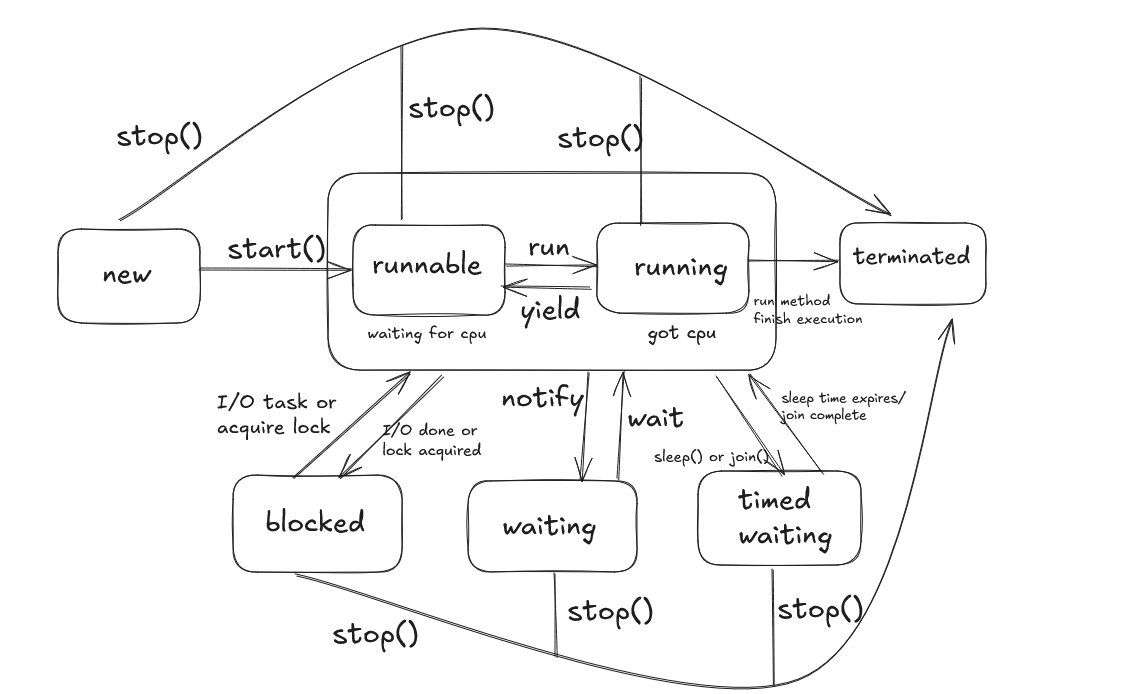 stop()
stop()
stop()
new
start()
runnable
run
yield
running
terminated
waiting for cpu
got cpu
run method
finish execution
I/O task or
acquire lock
I/O done or
lock acquired
notify
wait
sleep() or join()
sleep time expires/
join complete
blocked
waiting
timed
waiting
stop()
stop()
stop()